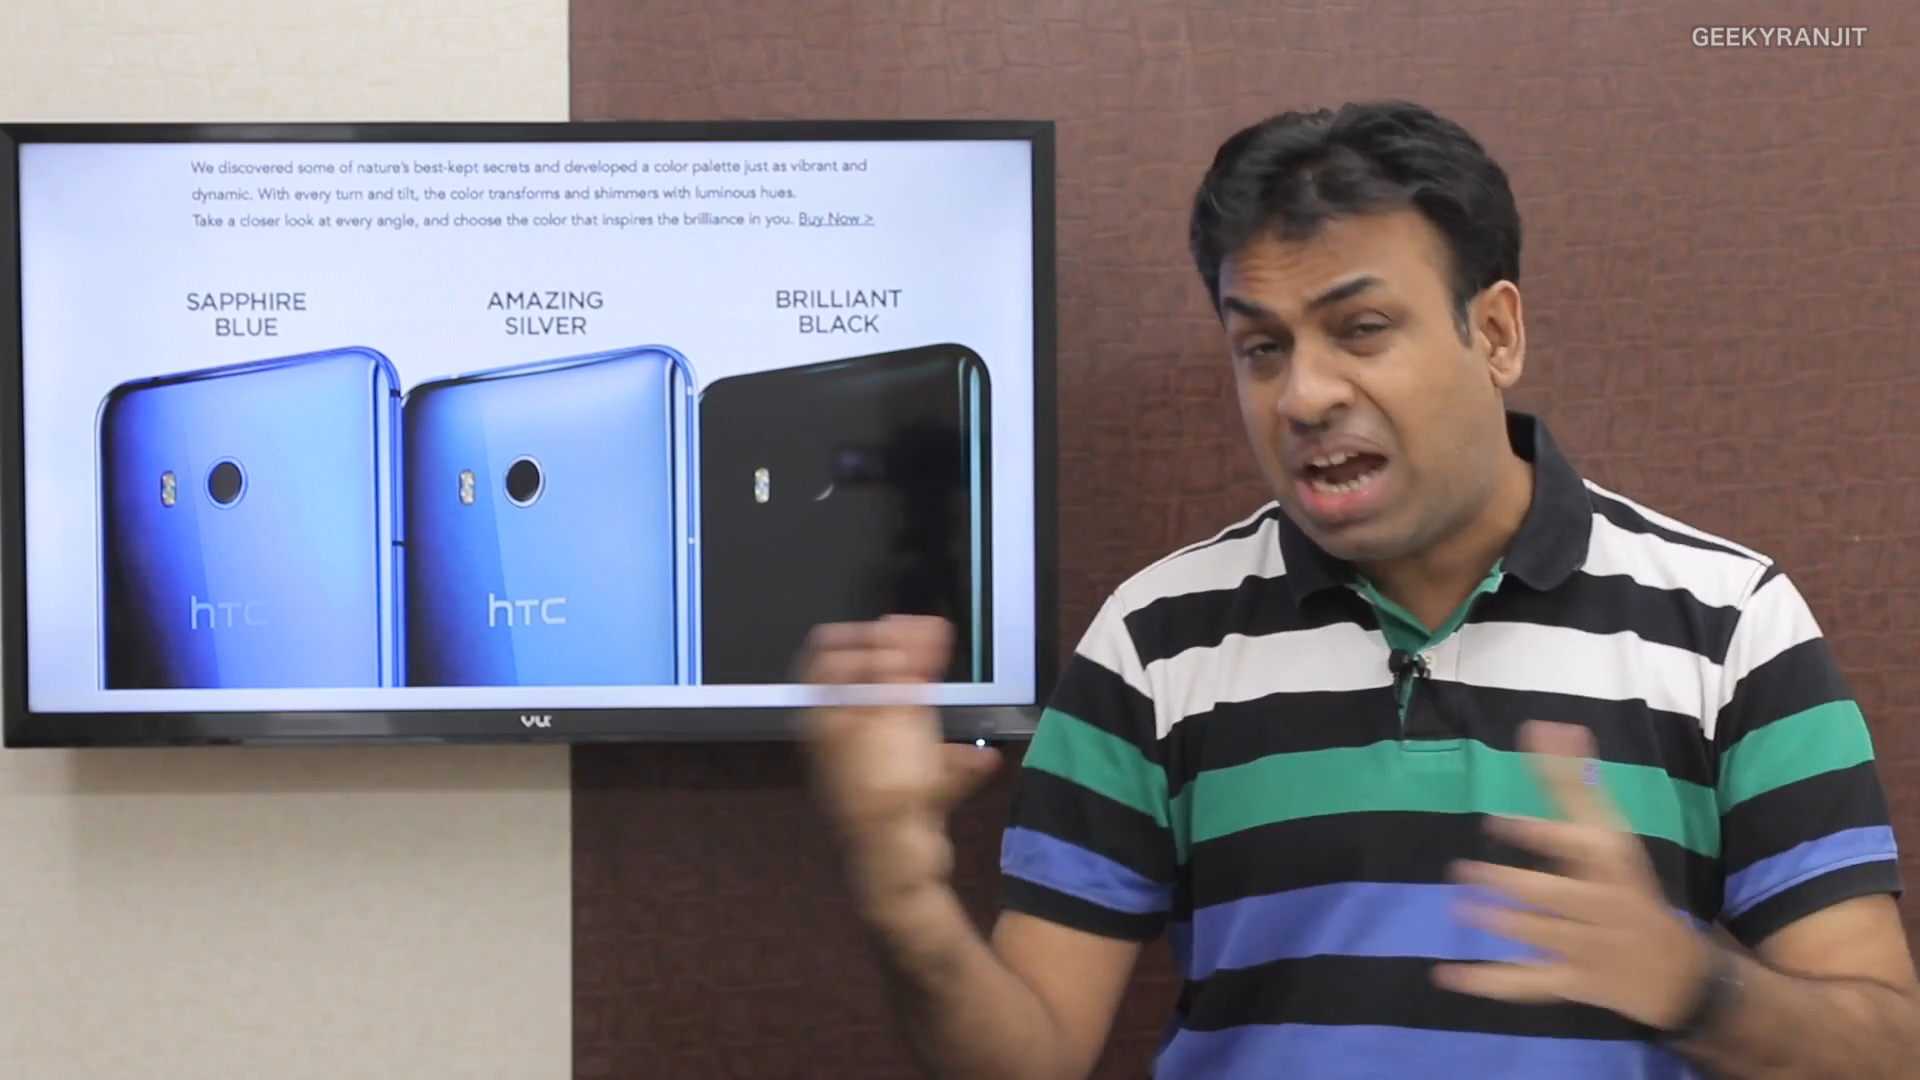 GEEKYRANJIT
We discovered some of nature's best-kept secrets and developed a color palette just as vibrant and
dynamic. With every turn and tilt, the color transforms and shimmers with luminous hues.
Take a closer look at every angle, and choose the color that inspires the brilliance in you. Buy Now >
SAPPHIRE
BLUE
AMAZING
SILVER
BRILLIANT
BLACK
hTC
hTC
VU